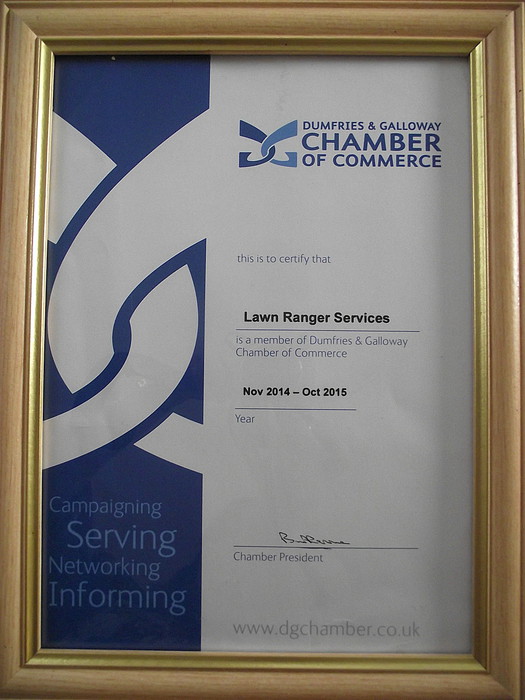 DUMFRIES & GALLOWAY
CHAMBER
OF COMMERCE
this is to certify that
Lawn Ranger Services
is a member of Dumfries & Galloway
Chamber of Commerce
Nov 2014 – Oct 2015
Year
Chamber President
Campaigning
Serving
Networking
Informing
www.dgchamber.co.uk